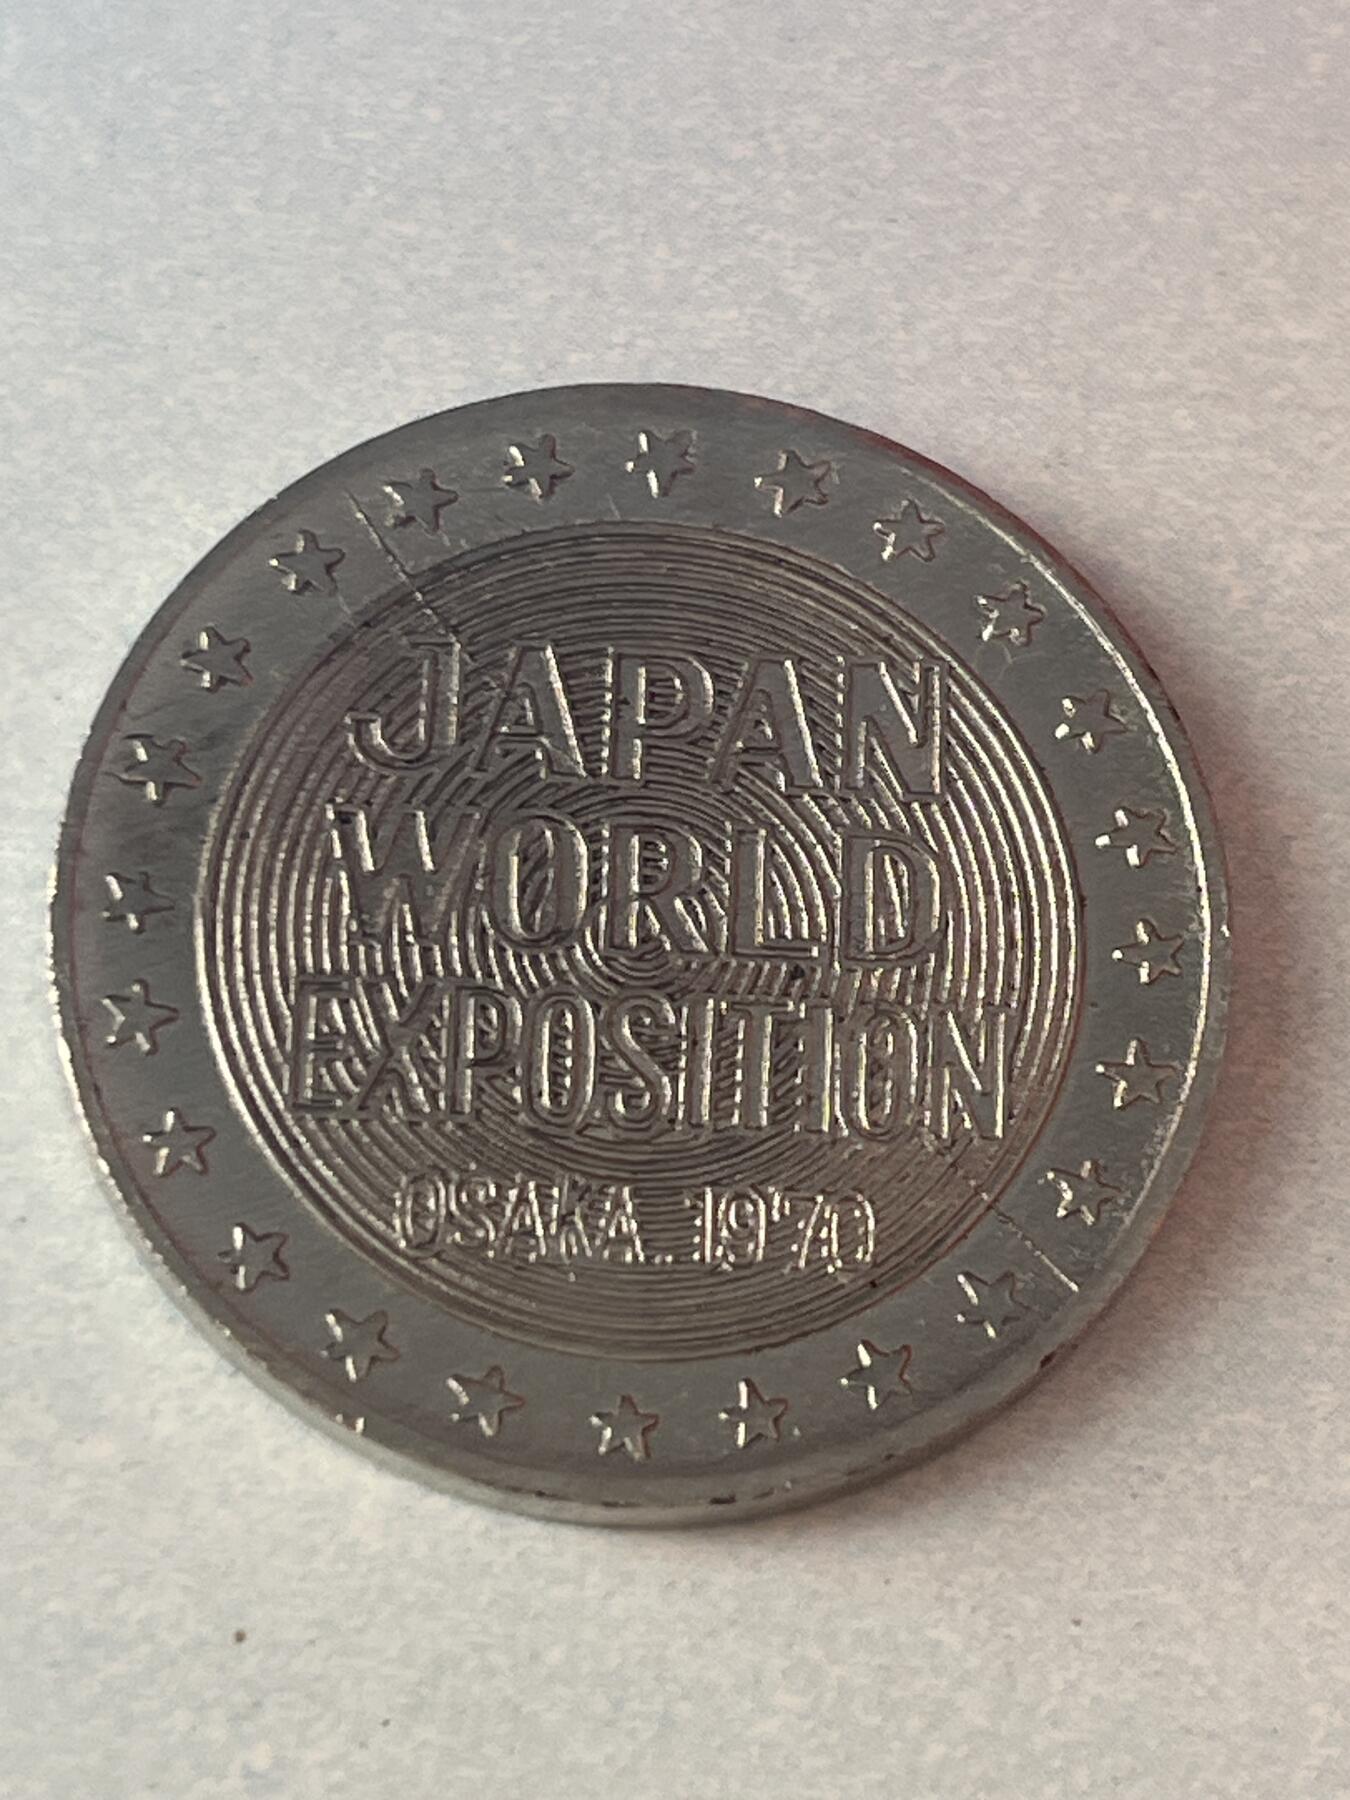 JAPAN
WORLD
EXPOSITION
OSAKA. 1970